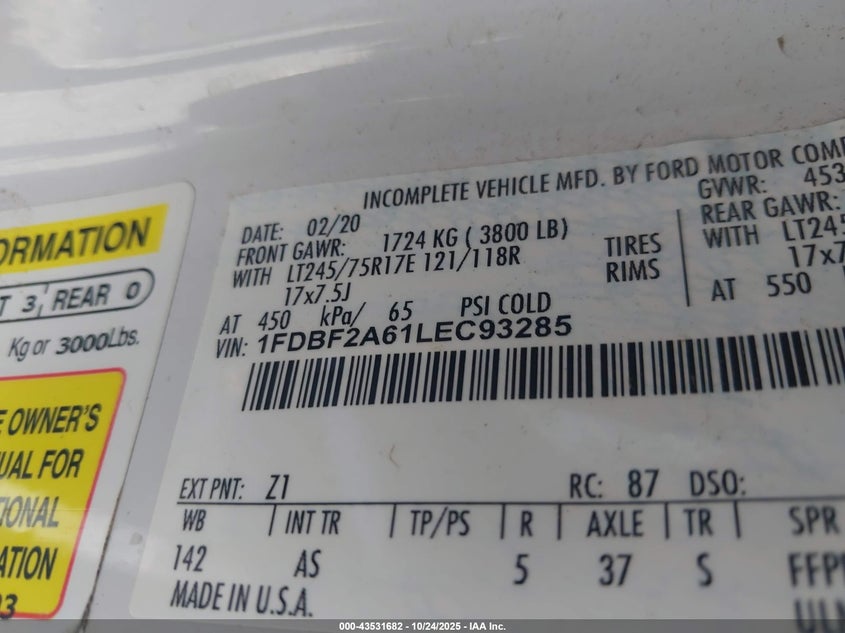 ORMATION
T 3, REAR 0
Kg or 3000Lbs.
OWNER'S
UAL FOR
TIONAL
ATION
INCOMPLETE VEHICLE MFD. BY FORD MOTOR
DATE: 02/20
GVWR: 453
FRONT GAWR: 1724 KG ( 3800 LB)
REAR GAWR:
WITH LT245/75R17E 121/118R
TIRES
WITH LT245
17x7.5J
RIMS
17x7.
AT 450 kPa/ 65 PSI COLD
AT 550
VIN: 1FDBF2A61LEC93285
EXT PNT: Z1
RC: 87 DSO:
WB | INT TR | TP/PS | R | AXLE | TR | SPR
142 AS 5 37 S
MADE IN U.S.A.
000-43531682 - 10/24/2025 - IAA Inc.